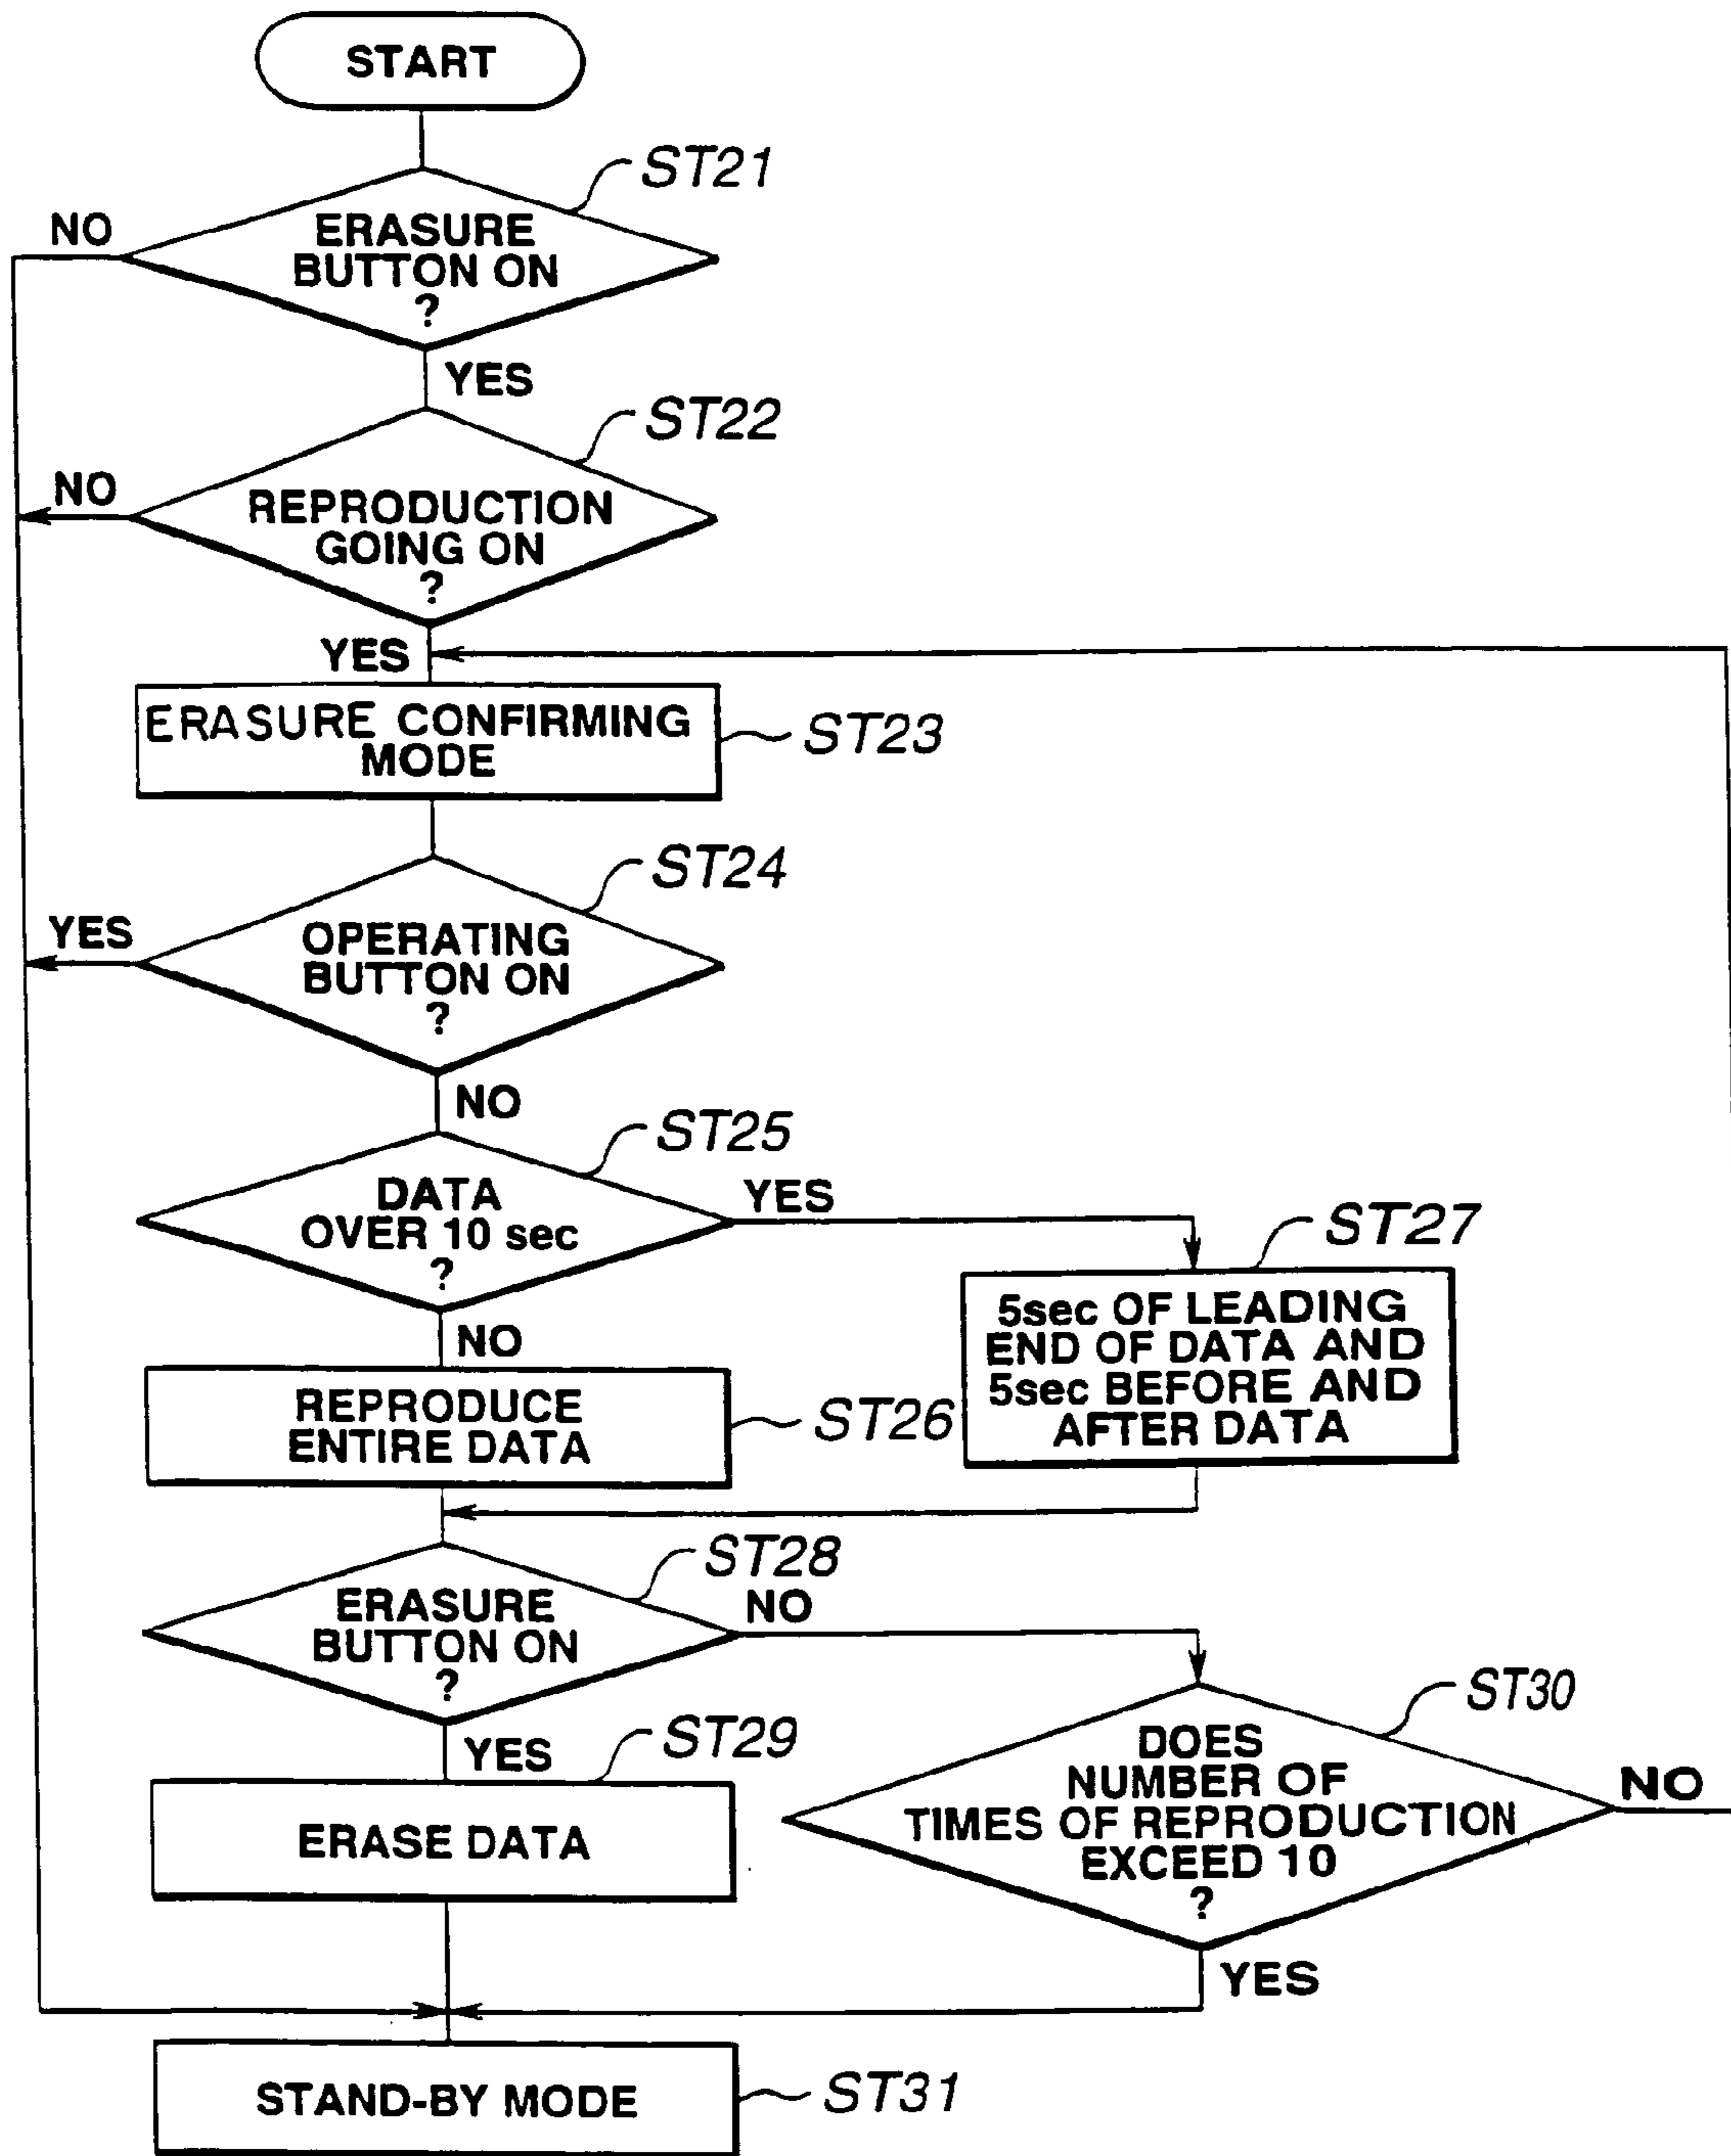 START
ST21
NO
ERASURE
BUTTON ON
?
YES
ST22
NO
REPRODUCTION
GOING ON
?
YES
ERASURE CONFIRMING
MODE
ST23
ST24
YES
OPERATING
BUTTON ON
?
NO
ST25
DATA
OVER 10 sec
?
YES
ST27
5sec OF LEADING
END OF DATA AND
5sec BEFORE AND
AFTER DATA
NO
REPRODUCE
ENTIRE DATA
ST26
ST28
ERASURE
BUTTON ON
?
NO
ST30
DOES
NUMBER OF
TIMES OF REPRODUCTION
EXCEED 10
?
NO
YES
YES
ST29
ERASE DATA
STAND-BY MODE
ST31